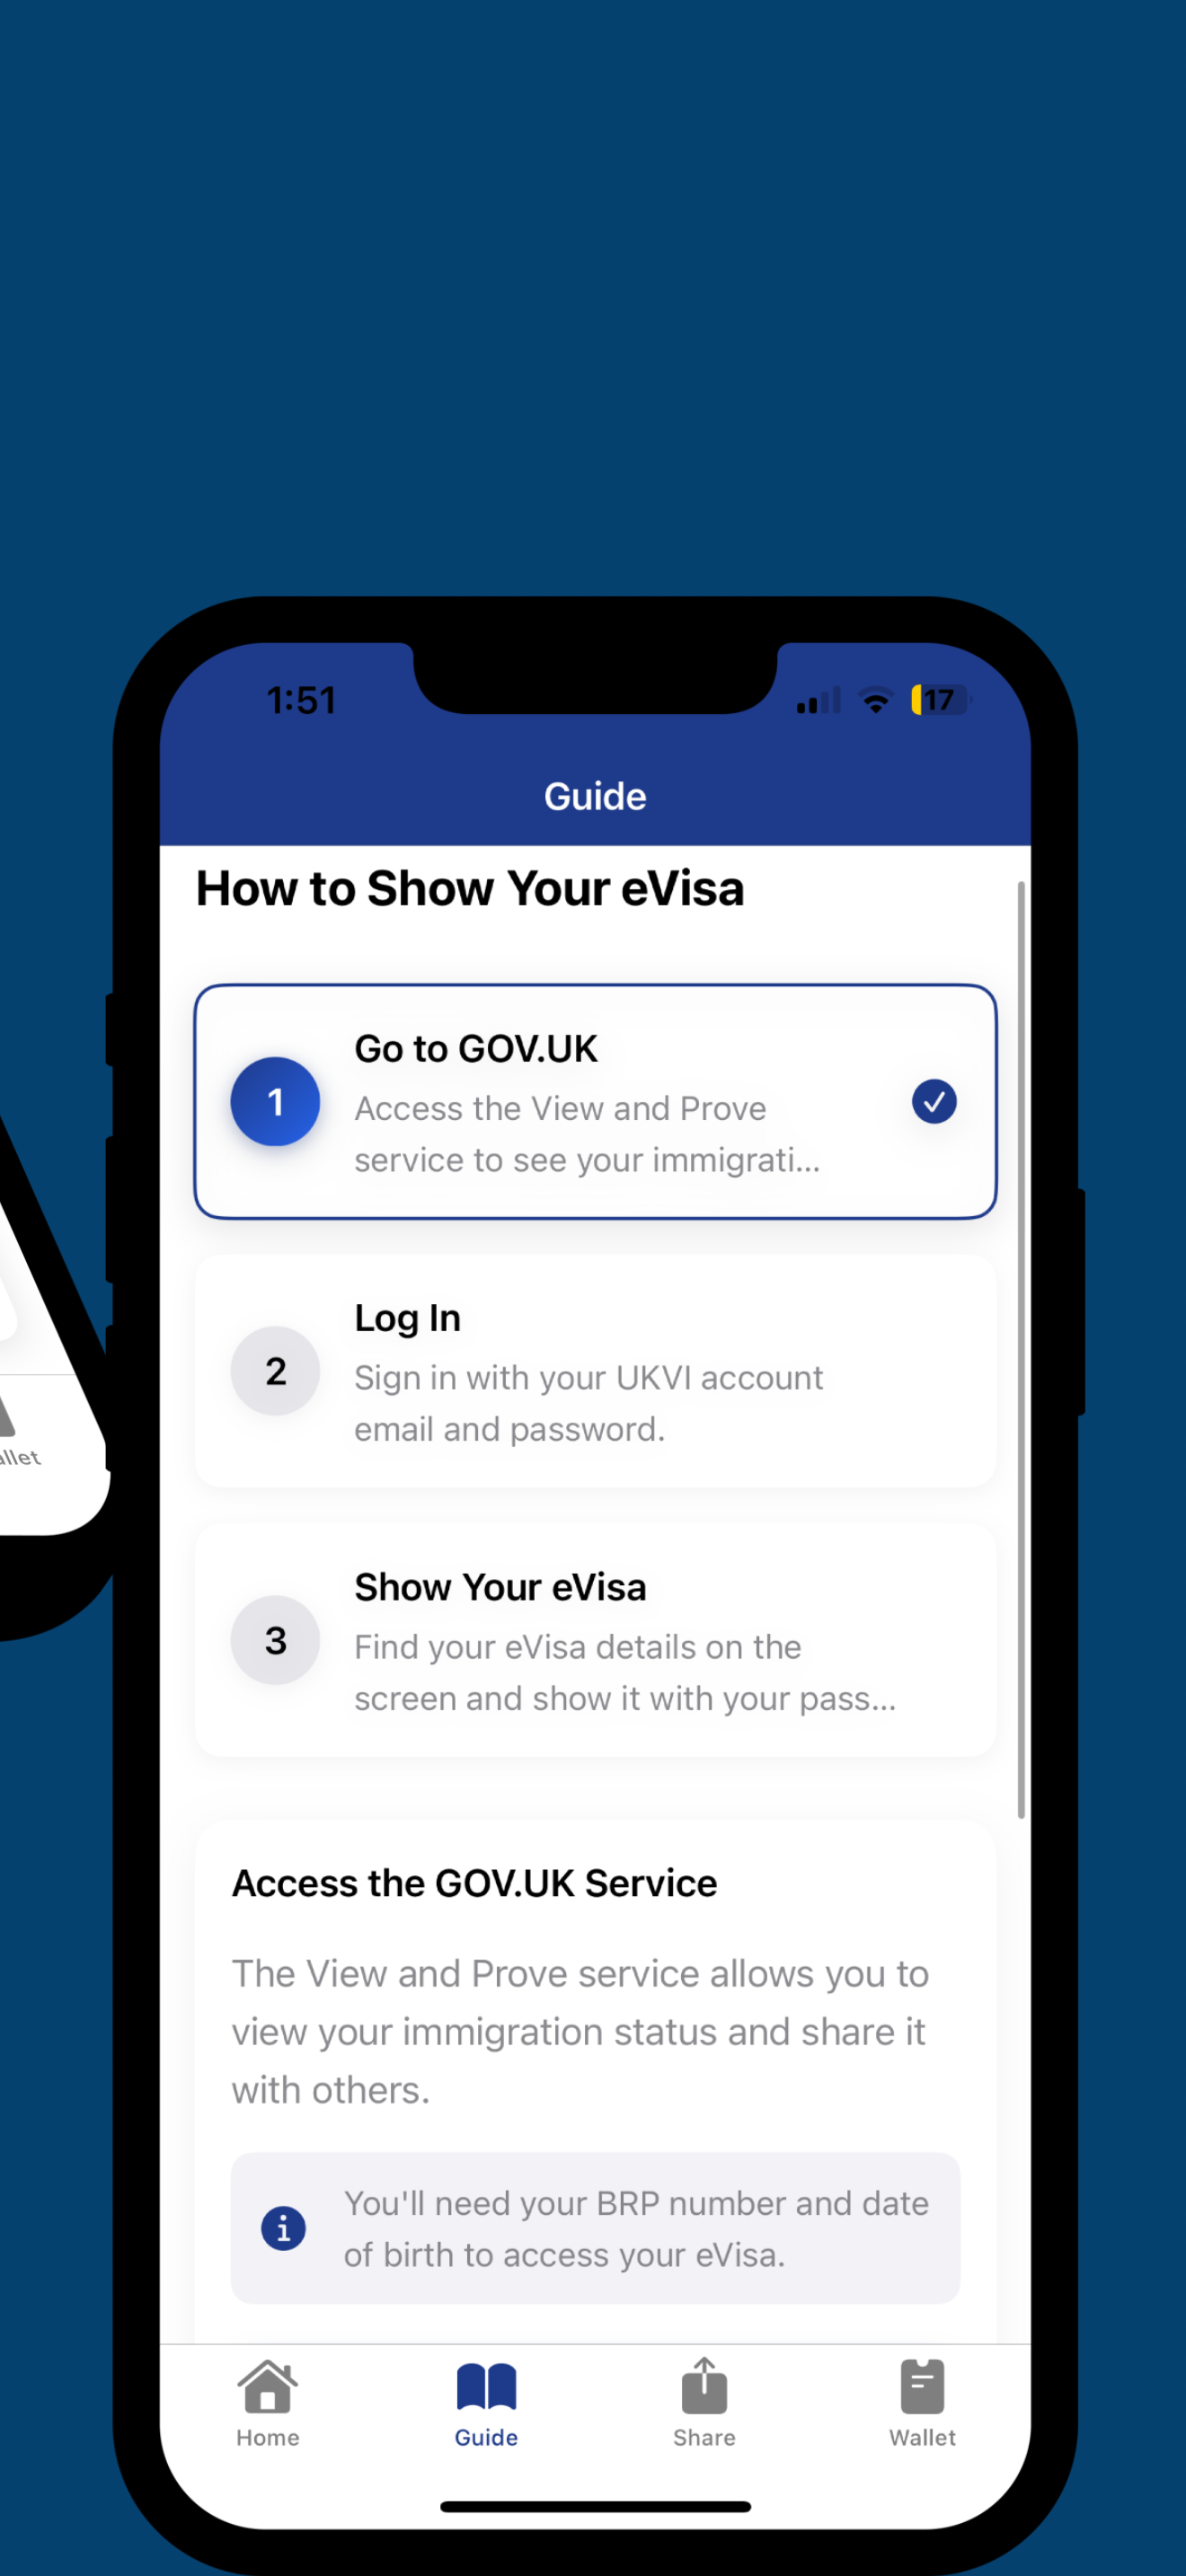 1:51
17
Guide
How to Show Your eVisa
1
Go to GOV.UK
Access the View and Prove
service to see your immigrati...
2
Log In
Sign in with your UKVI account
email and password.
3
Show Your eVisa
Find your eVisa details on the
screen and show it with your pass...
Access the GOV.UK Service
The View and Prove service allows you to
view your immigration status and share it
with others.
You'll need your BRP number and date
of birth to access your eVisa.
allet
Home Guide Share Wallet